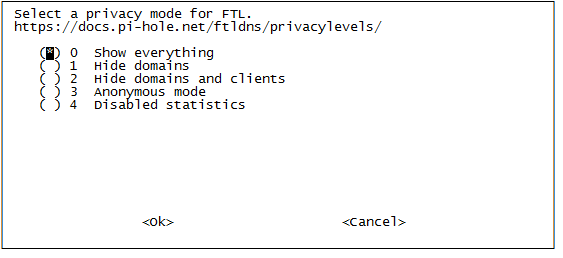 Select a privacy mode for FTL.
https://docs.pi-hole.net/ftldns/privacylevels/
(*) 0 Show everything
( ) 1 Hide domains
( ) 2 Hide domains and clients
( ) 3 Anonymous mode
( ) 4 Disabled statistics
<Ok> <Cancel>